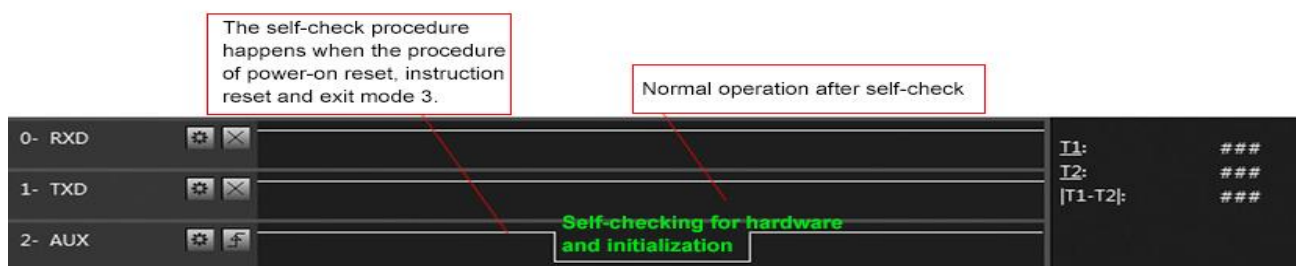 The self-check procedure
happens when the procedure
of power-on reset, instruction
reset and exit mode 3.
Normal operation after self-check
0- RXD
T1: ###
1- TXD
T2: ###
|T1-T2|: ###
2- AUX
Self-checking for hardware
and initialization